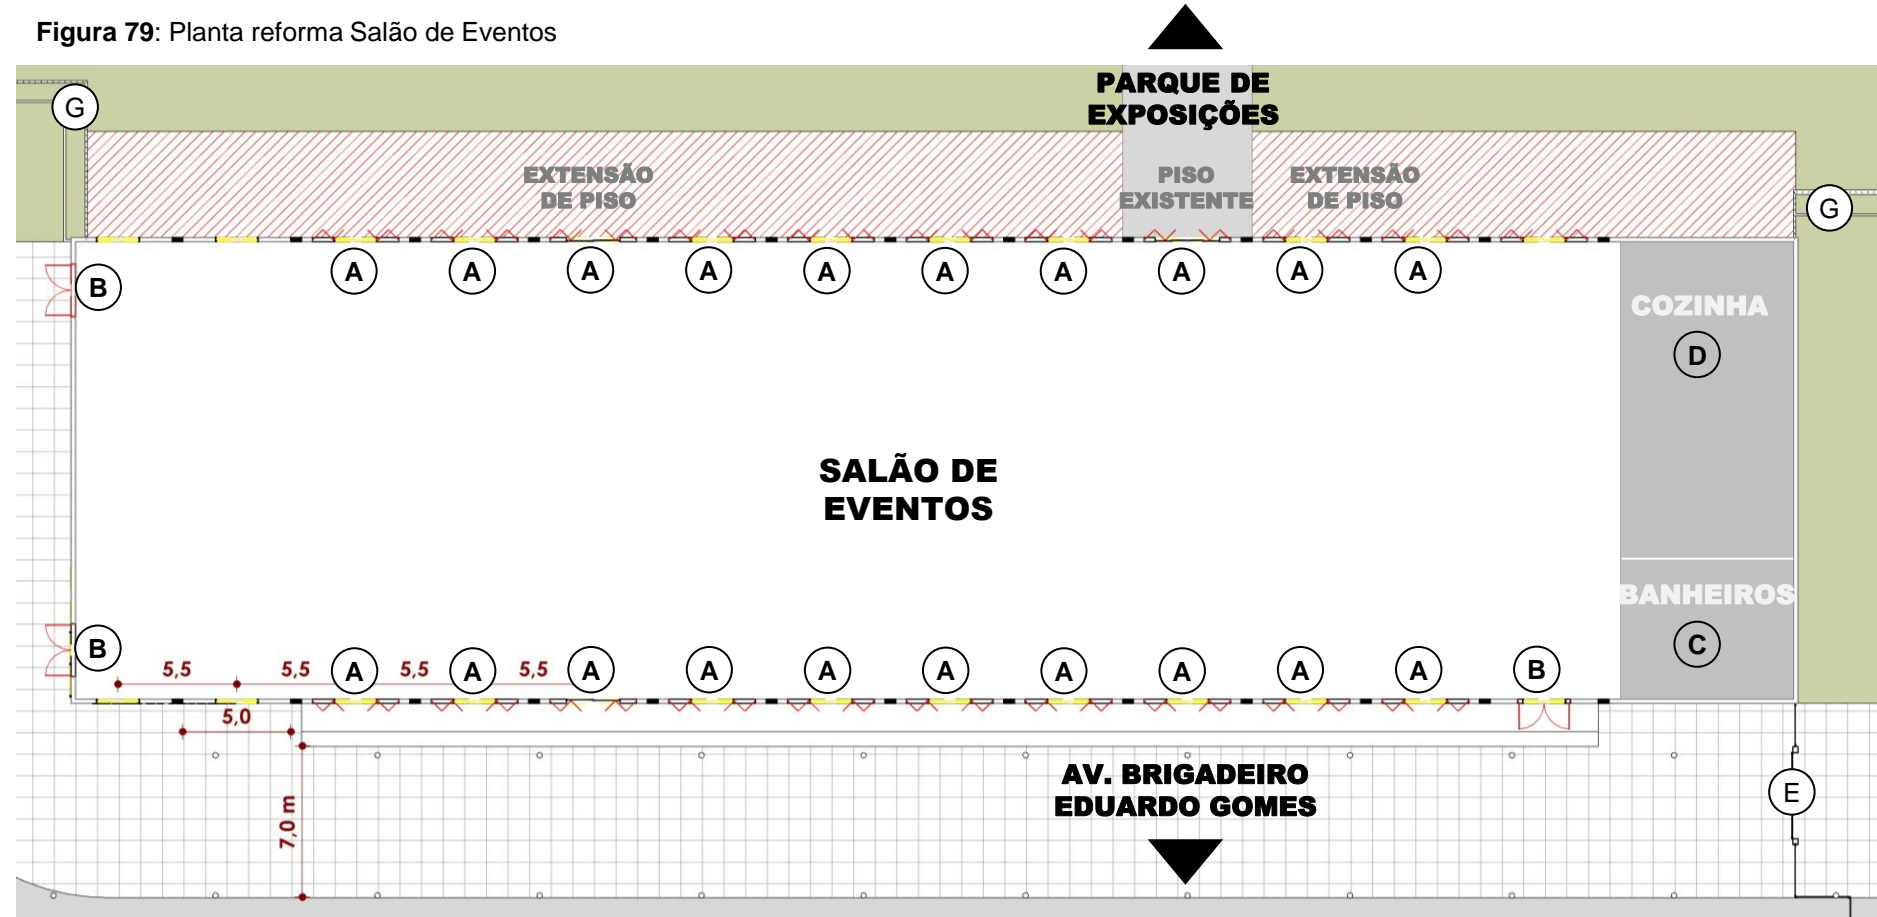 Figura 79: Planta reforma Salão de Eventos
PARQUE DE
EXPOSIÇÕES
G
EXTENSÃO
DE PISO
PISO
EXISTENTE
EXTENSÃO
DE PISO
G
A A A A A A A A A A
B
COZINHA
D
SALÃO DE
EVENTOS
BANHEIROS
C
B
5,5 5,5 A 5,5 A 5,5 A A A A A A A A B
5,0
AV. BRIGADEIRO
EDUARDO GOMES
E
7,0 m